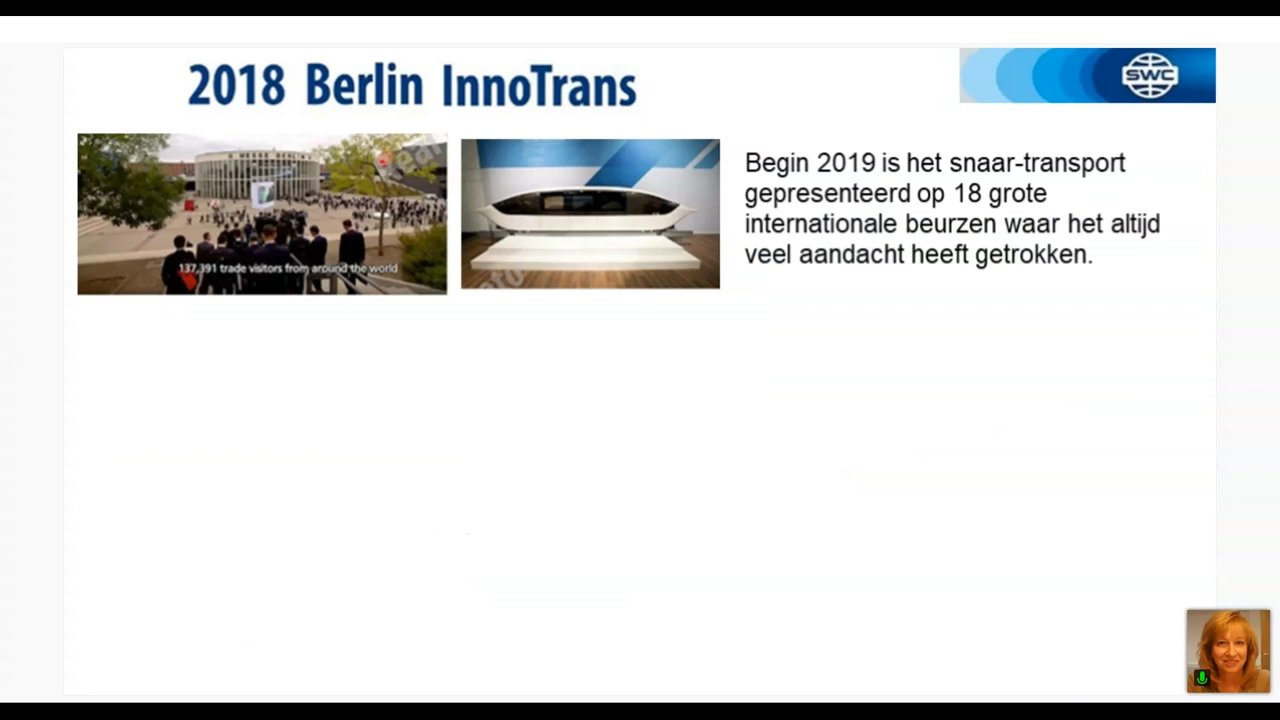 2018 Berlin InnoTrans
SWC
137,391 trade visitors from around the world
Begin 2019 is het snaar-transport
gepresenteerd op 18 grote
internationale beurzen waar het altijd
veel aandacht heeft getrokken.